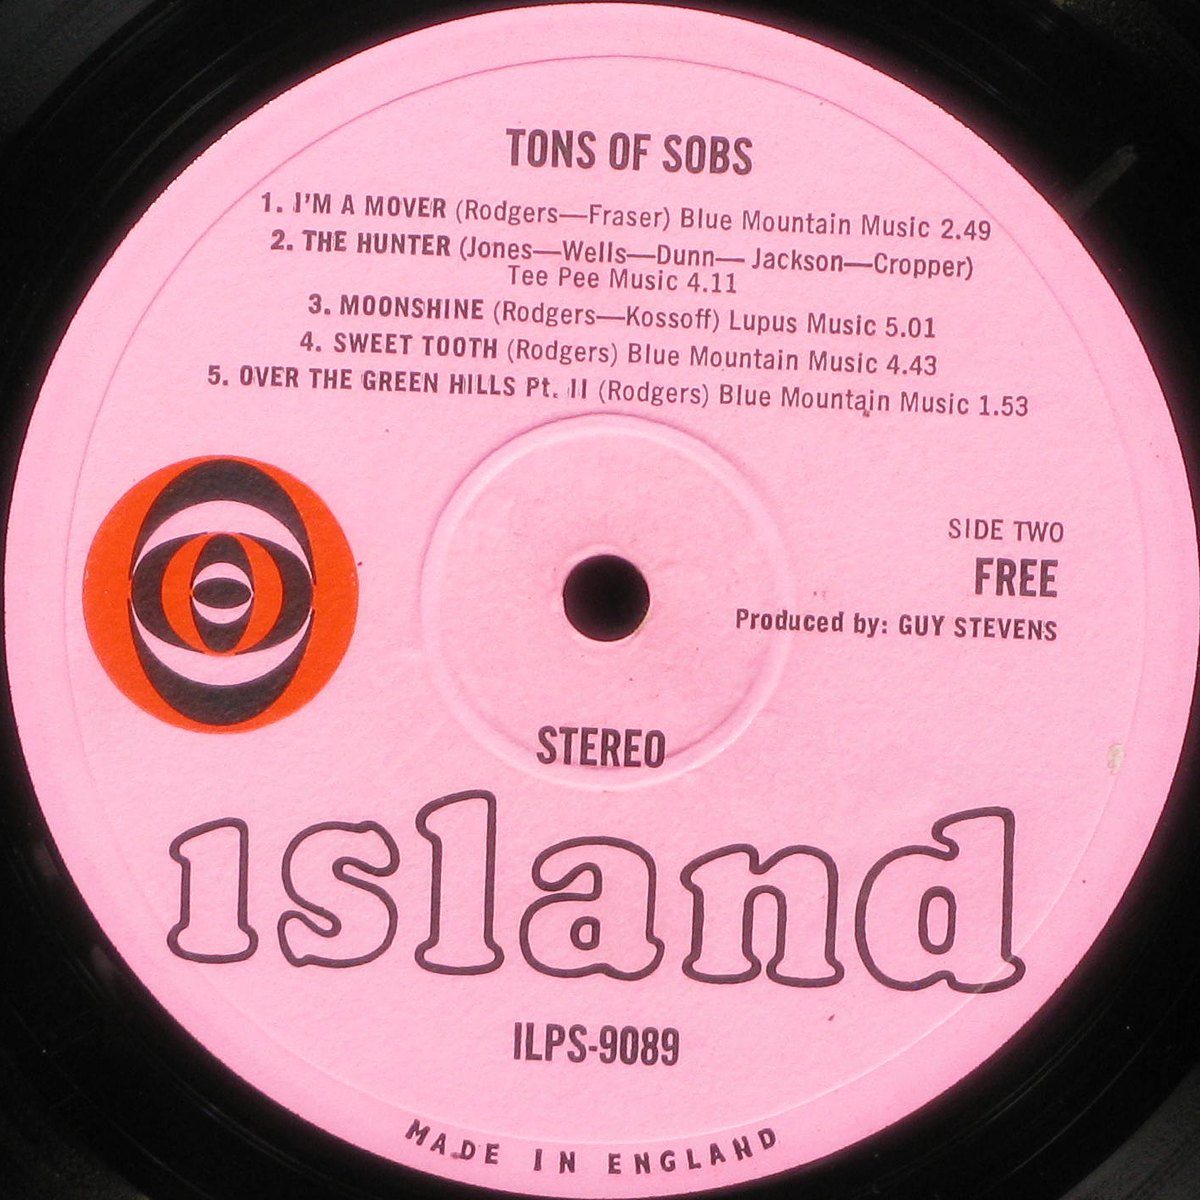 TONS OF SOBS
1. I'M A MOVER (Rodgers—Fraser) Blue Mountain Music 2.49
2. THE HUNTER (Jones—Wells—Dunn— Jackson—Cropper)
Tee Pee Music 4.11
3. MOONSHINE (Rodgers—Kossoff) Lupus Music 5.01
4. SWEET TOOTH (Rodgers) Blue Mountain Music 4.43
5. OVER THE GREEN HILLS Pt. II (Rodgers) Blue Mountain Music 1.53
SIDE TWO
FREE
Produced by: GUY STEVENS
STEREO
ısland
ILPS-9089
MADE IN ENGLAND